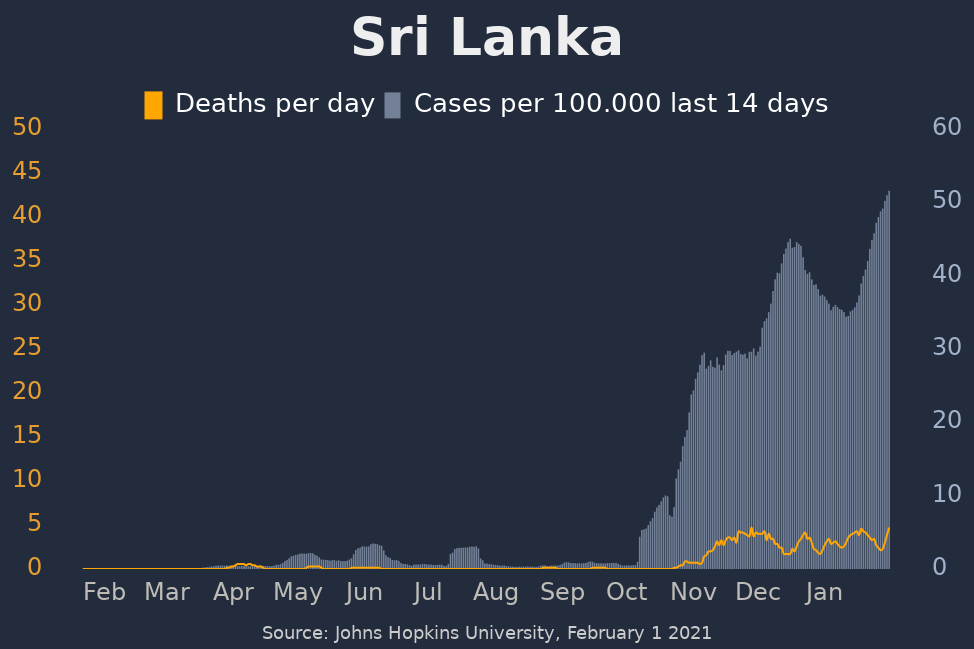 Sri Lanka
Deaths per day Cases per 100.000 last 14 days
50 60
45
40 50
35
30 40
25 30
20
15 20
10 10
5
0 0
Feb Mar Apr May Jun Jul Aug Sep Oct Nov Dec Jan
Source: Johns Hopkins University, February 1 2021